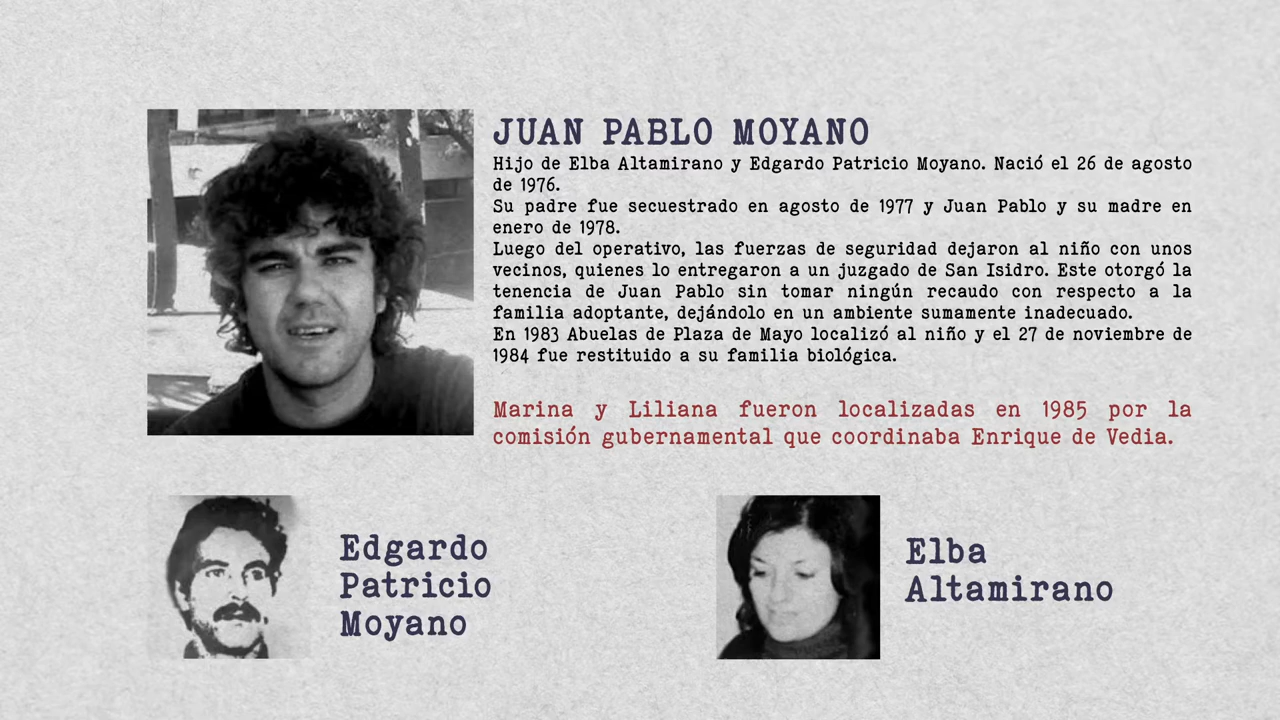 JUAN PABLO MOYANO
Hijo de Elba Altamirano y Edgardo Patricio Moyano. Nació el 26 de agosto
de 1976.
Su padre fue secuestrado en agosto de 1977 y Juan Pablo y su madre en
enero de 1978.
Luego del operativo, las fuerzas de seguridad dejaron al niño con unos
vecinos, quienes lo entregaron a un juzgado de San Isidro. Este otorgó la
tenencia de Juan Pablo sin tomar ningún recaudo con respecto a la
familia adoptante, dejándolo en un ambiente sumamente inadecuado.
En 1983 Abuelas de Plaza de Mayo localizó al niño y el 27 de noviembre de
1984 fue restituido a su familia biológica.
Marina y Liliana fueron localizadas en 1985 por la
comisión gubernamental que coordinaba Enrique de Vedia.
Edgardo
Patricio
Moyano
Elba
Altamirano